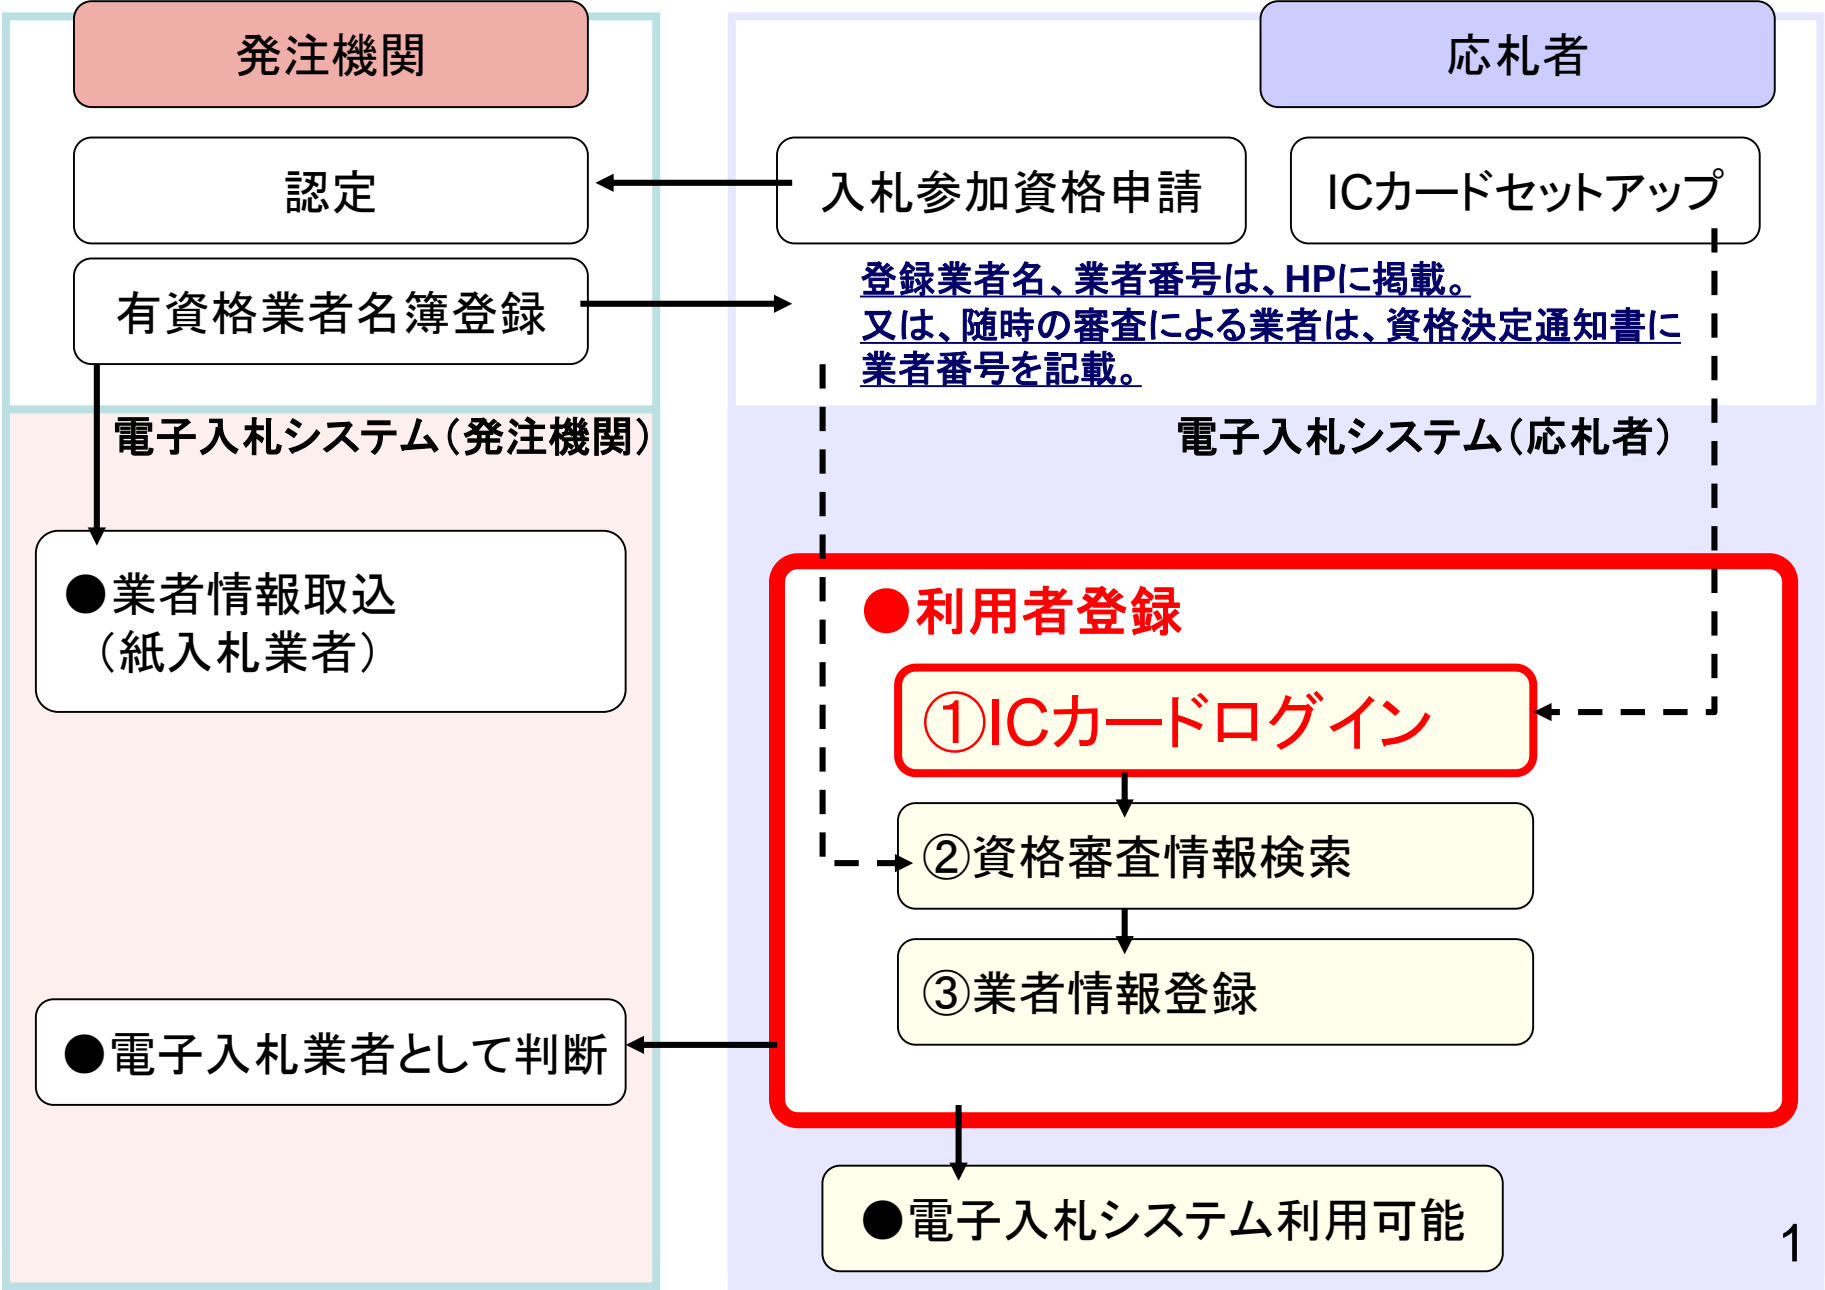 発注機関
応札者
認定
入札参加資格申請
ICカードセットアップ
有資格業者名簿登録
登録業者名、業者番号は、HPに掲載。
又は、随時の審査による業者は、資格決定通知書に
業者番号を記載。
電子入札システム（発注機関）
電子入札システム（応札者）
●業者情報取込
（紙入札業者）
●利用者登録
①ICカードログイン
②資格審査情報検索
③業者情報登録
●電子入札業者として判断
●電子入札システム利用可能
1